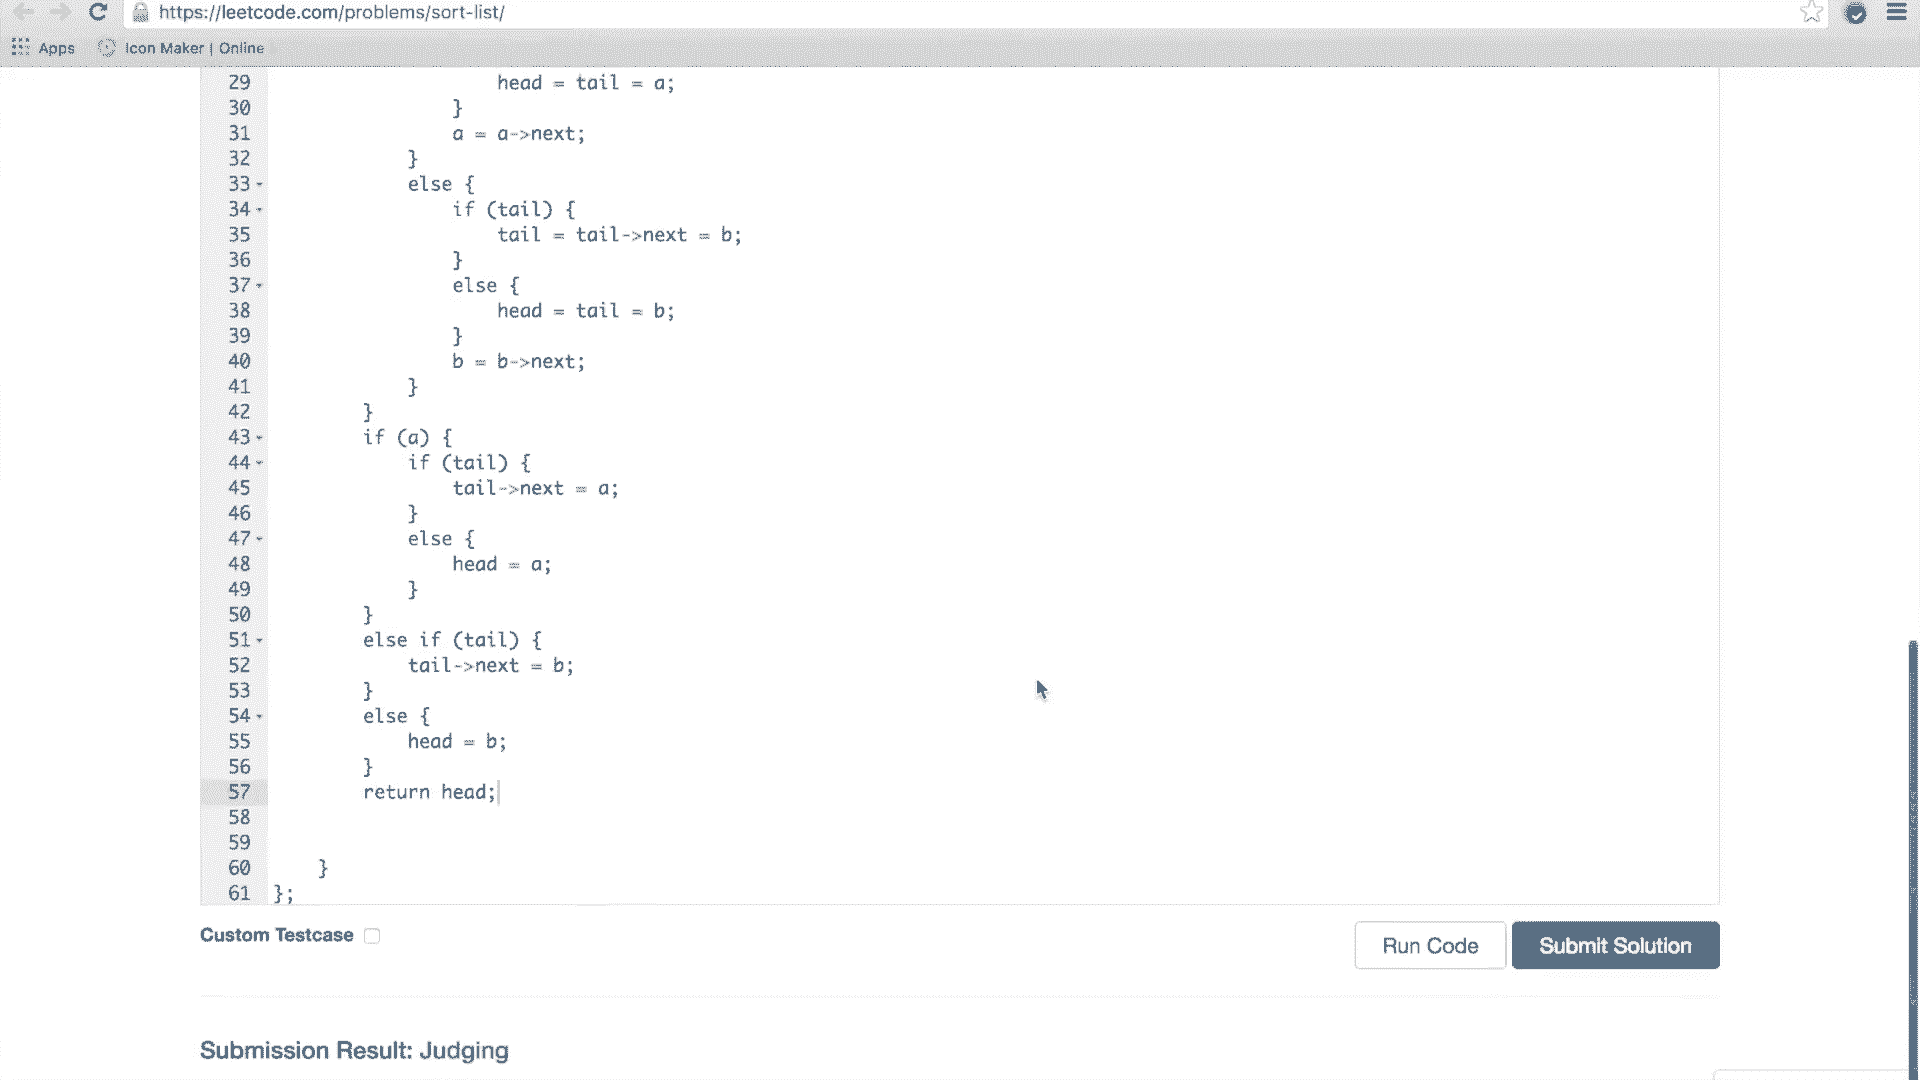 https://leetcode.com/problems/sort-list/
Apps Icon Maker | Online
29 head = tail = a;
30 }
31 a = a->next;
32 }
33 else {
34 if (tail) {
35 tail = tail->next = b;
36 }
37 else {
38 head = tail = b;
39 }
40 b = b->next;
41 }
42 }
43 if (a) {
44 if (tail) {
45 tail->next = a;
46 }
47 else {
48 head = a;
49 }
50 }
51 else if (tail) {
52 tail->next = b;
53 }
54 else {
55 head = b;
56 }
57 return head;
58
59
60 }
61 };
Custom Testcase
Run Code Submit Solution
Submission Result: Judging